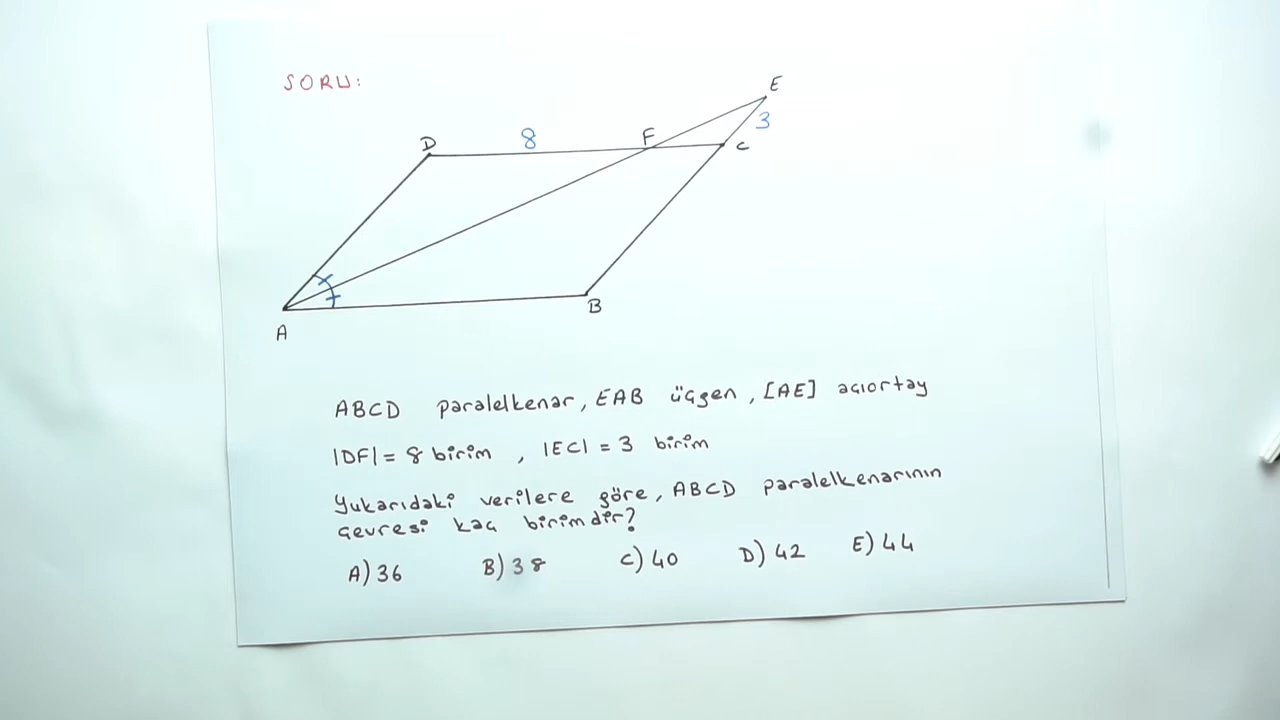 SORU:
E
3
D
8
F
C
A
B
ABCD paralelkenar, EAB üçgen, [AE] açıortay
|DF| = 8 birim , |EC| = 3 birim
Yukarıdaki verilere göre, ABCD paralelkenarının
çevresi kaç birimdir?
A) 36 B) 38 C) 40 D) 42 E) 44